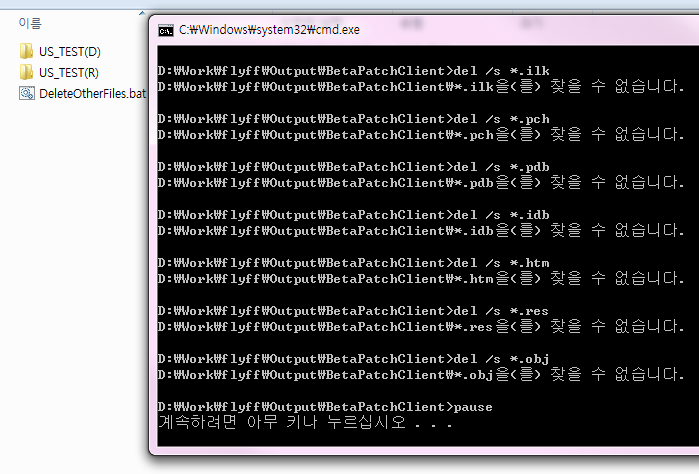 이름
US_TEST(D)
US_TEST(R)
DeleteOtherFiles.bat
C:₩Windows₩system32₩cmd.exe
D:₩Work₩flyff₩Output₩BetaPatchClient>del /s *.ilk
D:₩Work₩flyff₩Output₩BetaPatchClient₩*.ilk을(를) 찾을 수 없습니다.
D:₩Work₩flyff₩Output₩BetaPatchClient>del /s *.pch
D:₩Work₩flyff₩Output₩BetaPatchClient₩*.pch을(를) 찾을 수 없습니다.
D:₩Work₩flyff₩Output₩BetaPatchClient>del /s *.pdb
D:₩Work₩flyff₩Output₩BetaPatchClient₩*.pdb을(를) 찾을 수 없습니다.
D:₩Work₩flyff₩Output₩BetaPatchClient>del /s *.idb
D:₩Work₩flyff₩Output₩BetaPatchClient₩*.idb을(를) 찾을 수 없습니다.
D:₩Work₩flyff₩Output₩BetaPatchClient>del /s *.htm
D:₩Work₩flyff₩Output₩BetaPatchClient₩*.htm을(를) 찾을 수 없습니다.
D:₩Work₩flyff₩Output₩BetaPatchClient>del /s *.res
D:₩Work₩flyff₩Output₩BetaPatchClient₩*.res을(를) 찾을 수 없습니다.
D:₩Work₩flyff₩Output₩BetaPatchClient>del /s *.obj
D:₩Work₩flyff₩Output₩BetaPatchClient₩*.obj을(를) 찾을 수 없습니다.
D:₩Work₩flyff₩Output₩BetaPatchClient>pause
계속하려면 아무 키나 누르십시오 . . .